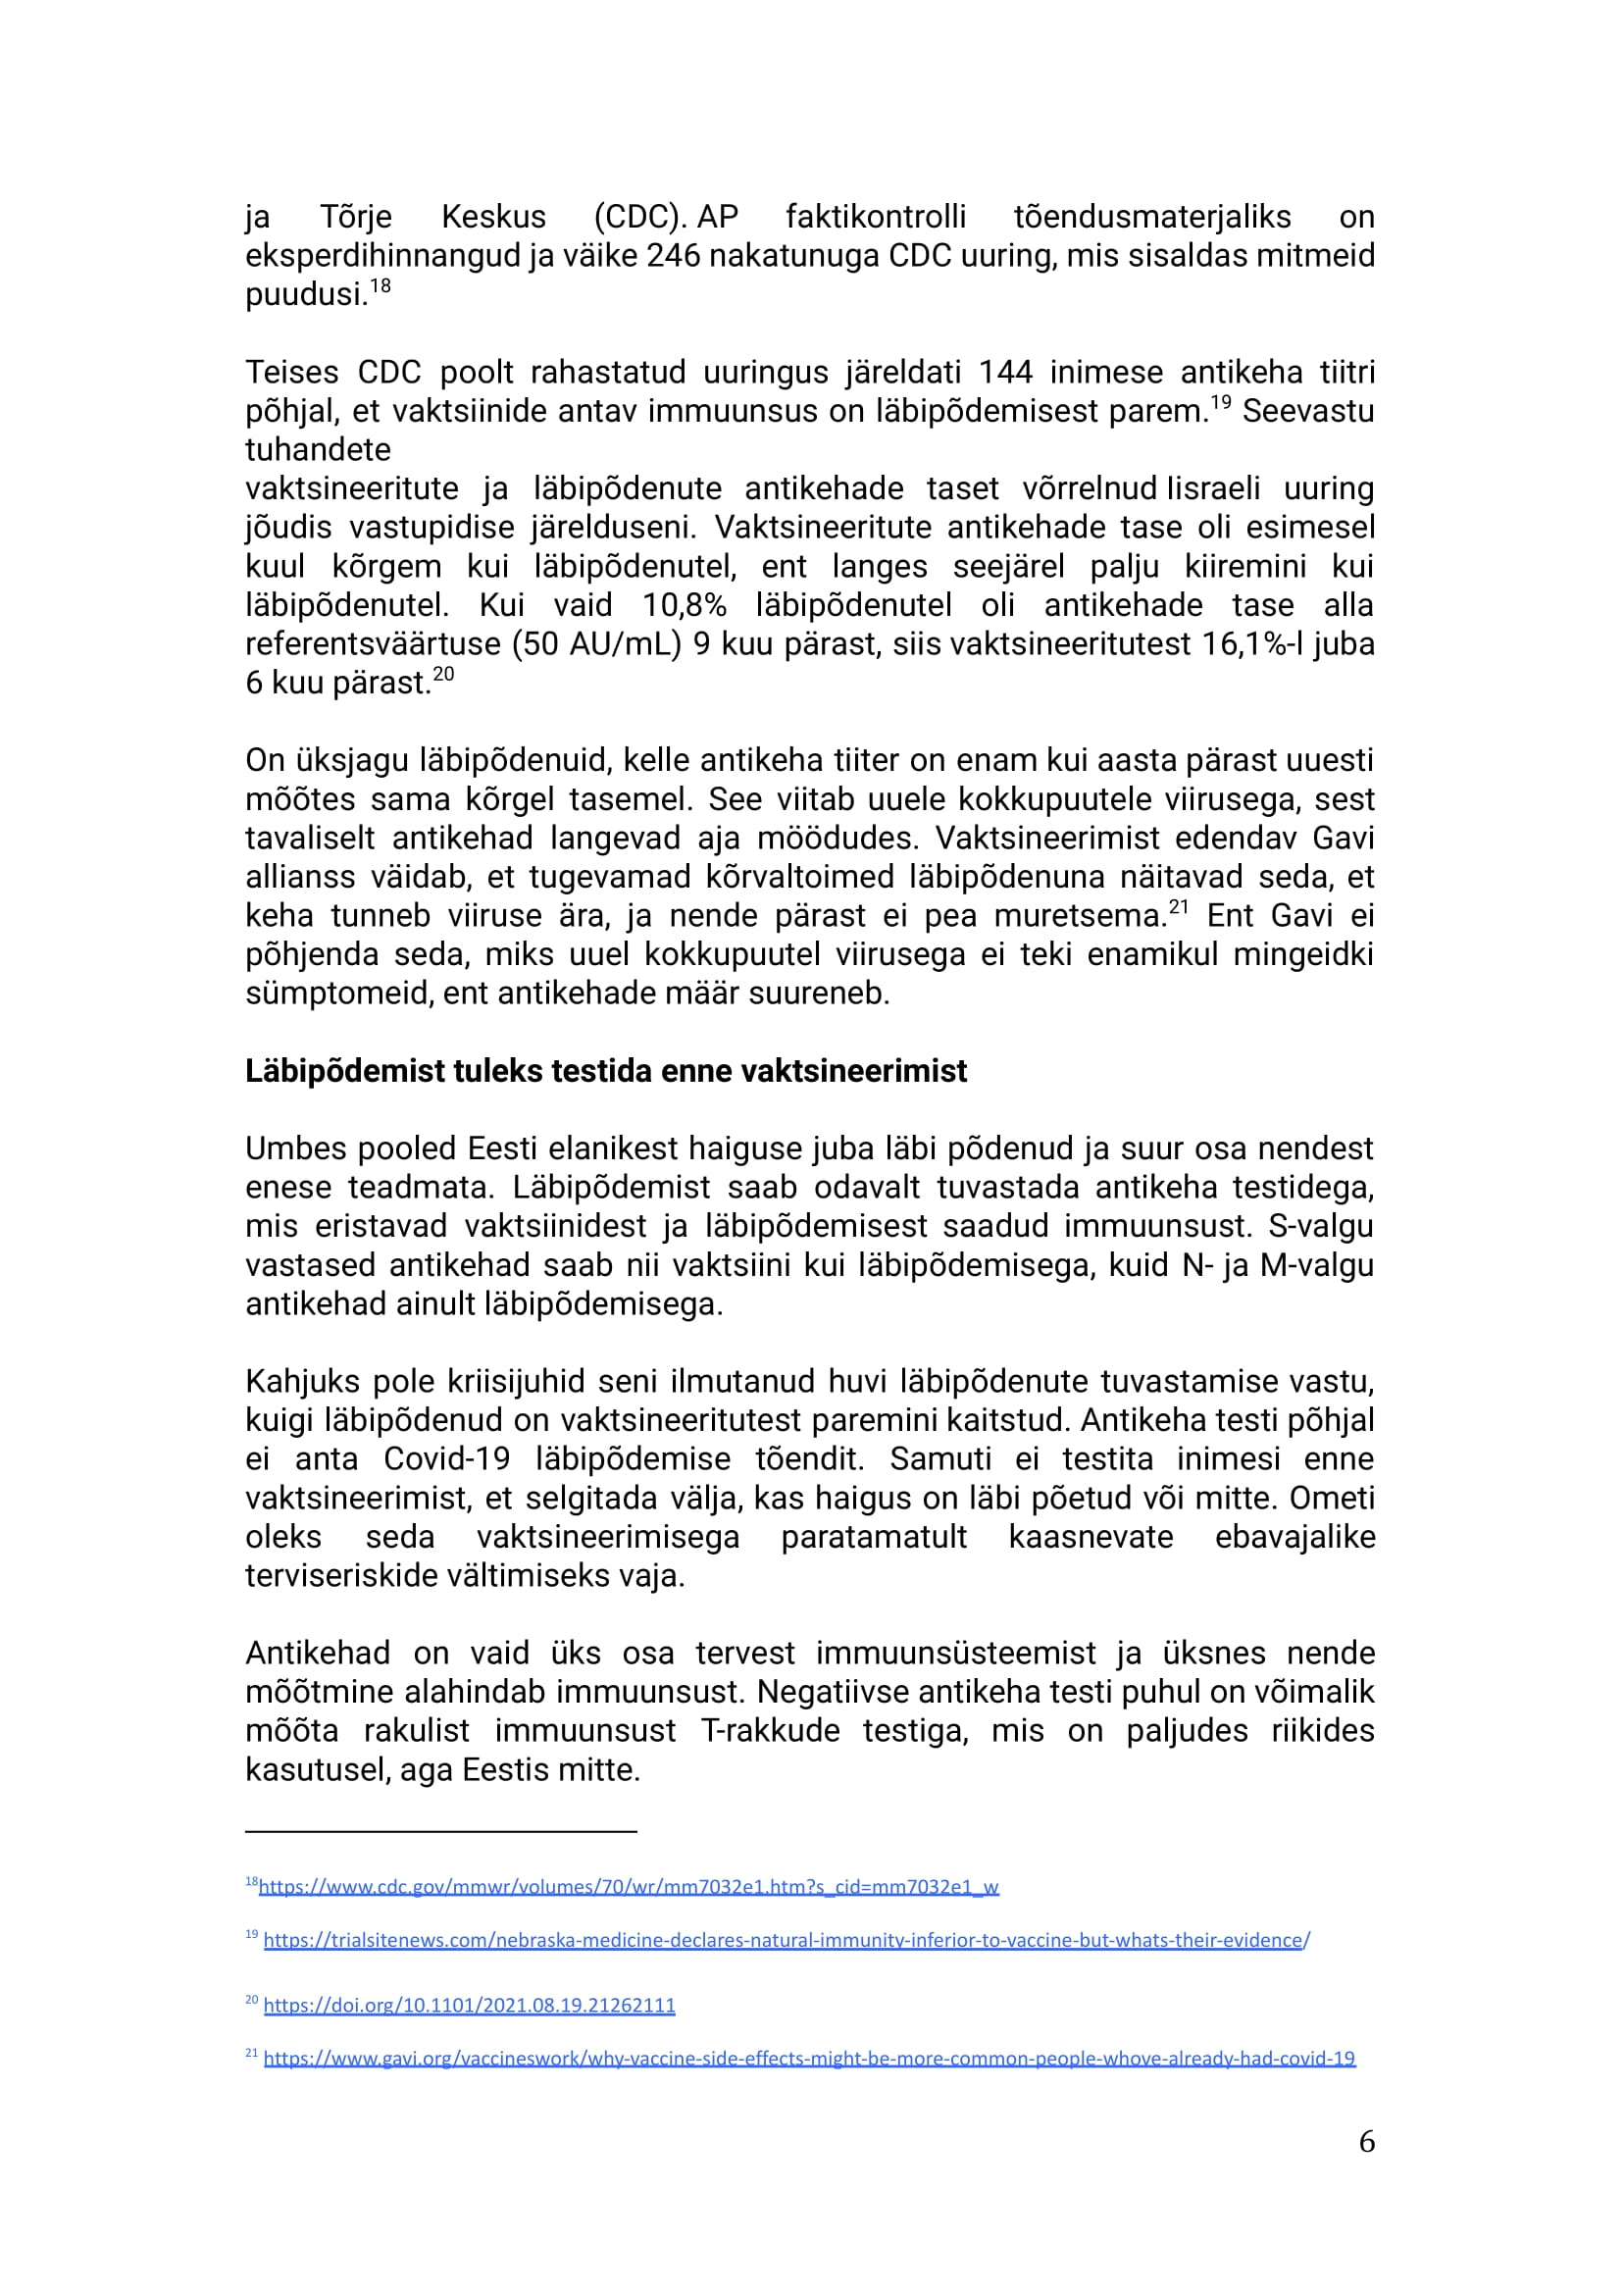 ja Tõrje Keskus (CDC). AP faktikontrolli tõendusmaterjaliks on
eksperdihinnangud ja väike 246 nakatunuga CDC uuring, mis sisaldas mitmeid
puudusi.18
Teises CDC poolt rahastatud uuringus järeldati 144 inimese antikeha tiitri
põhjal, et vaktsiinide antav immuunsus on läbipõdemisest parem.19 Seevastu
tuhandete
vaktsineeritute ja läbipõdenute antikehade taset võrrelnud Iisraeli uuring
jõudis vastupidise järelduseni. Vaktsineeritute antikehade tase oli esimesel
kuul kõrgem kui läbipõdenutel, ent langes seejärel palju kiiremini kui
läbipõdenutel. Kui vaid 10,8% läbipõdenutel oli antikehade tase alla
referentsväärtuse (50 AU/mL) 9 kuu pärast, siis vaktsineeritutest 16,1%-l juba
6 kuu pärast.20
On üksjagu läbipõdenuid, kelle antikeha tiiter on enam kui aasta pärast uuesti
mõõtes sama kõrgel tasemel. See viitab uuele kokkupuutele viirusega, sest
tavaliselt antikehad langevad aja möödudes. Vaktsineerimist edendav Gavi
allianss väidab, et tugevamad kõrvaltoimed läbipõdenuna näitavad seda, et
keha tunneb viiruse ära, ja nende pärast ei pea muretsema.21 Ent Gavi ei
põhjenda seda, miks uuel kokkupuutel viirusega ei teki enamikul mingeidki
sümptomeid, ent antikehade määr suureneb.
Läbipõdemist tuleks testida enne vaktsineerimist
Umbes pooled Eesti elanikest haiguse juba läbi põdenud ja suur osa nendest
enese teadmata. Läbipõdemist saab odavalt tuvastada antikeha testidega,
mis eristavad vaktsiinidest ja läbipõdemisest saadud immuunsust. S-valgu
vastased antikehad saab nii vaktsiini kui läbipõdemisega, kuid N- ja M-valgu
antikehad ainult läbipõdemisega.
Kahjuks pole kriisijuhid seni ilmutanud huvi läbipõdenute tuvastamise vastu,
kuigi läbipõdenud on vaktsineeritutest paremini kaitstud. Antikeha testi põhjal
ei anta Covid-19 läbipõdemise tõendit. Samuti ei testita inimesi enne
vaktsineerimist, et selgitada välja, kas haigus on läbi põetud või mitte. Ometi
oleks seda vaktsineerimisega paratamatult kaasnevate ebavajalike
terviseriskide vältimiseks vaja.
Antikehad on vaid üks osa tervest immuunsüsteemist ja üksnes nende
mõõtmine alahindab immuunsust. Negatiivse antikeha testi puhul on võimalik
mõõta rakulist immuunsust T-rakkude testiga, mis on paljudes riikides
kasutusel, aga Eestis mitte.
18https://www.cdc.gov/mmwr/volumes/70/wr/mm7032e1.htm?s_cid=mm7032e1_w
19 https://trialsitenews.com/nebraska-medicine-declares-natural-immunity-inferior-to-vaccine-but-whats-their-evidence/
20 https://doi.org/10.1101/2021.08.19.21262111
21 https://www.gavi.org/vaccineswork/why-vaccine-side-effects-might-be-more-common-people-whove-already-had-covid-19
6